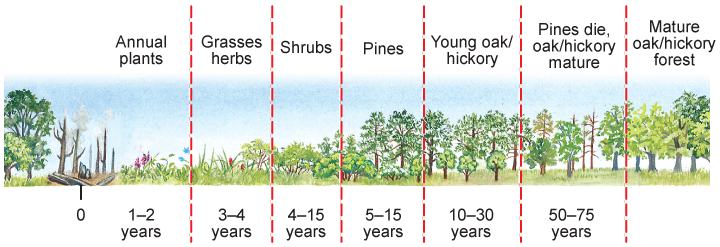 Annual
plants
Grasses
herbs
Shrubs
Pines
Young oak/
hickory
Pines die,
oak/hickory
mature
Mature
oak/hickory
forest
0
1–2
years
3–4
years
4–15
years
5–15
years
10–30
years
50–75
years